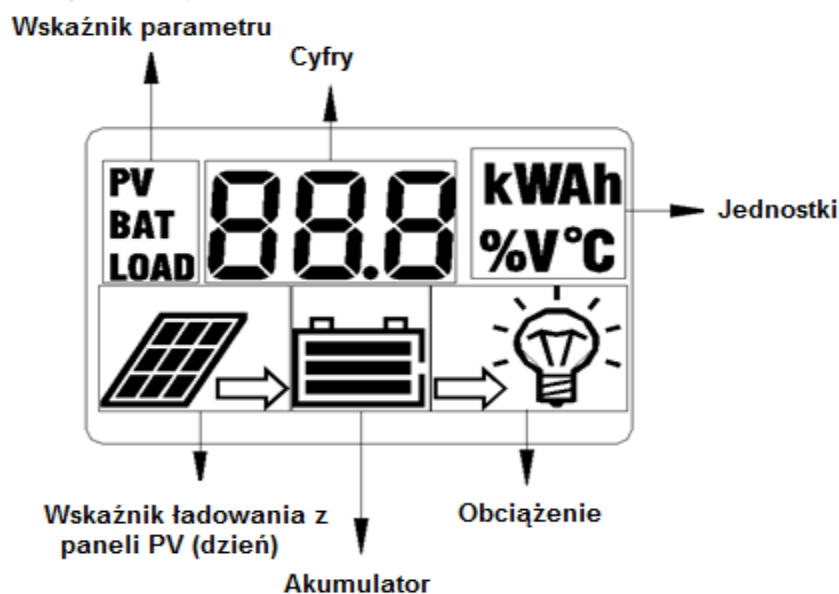 Wskaźnik parametru
Cyfry
PV
BAT
LOAD
88.8
kWAh
%V°C
Jednostki
Wskaźnik ładowania z
paneli PV (dzień)
Obciążenie
Akumulator